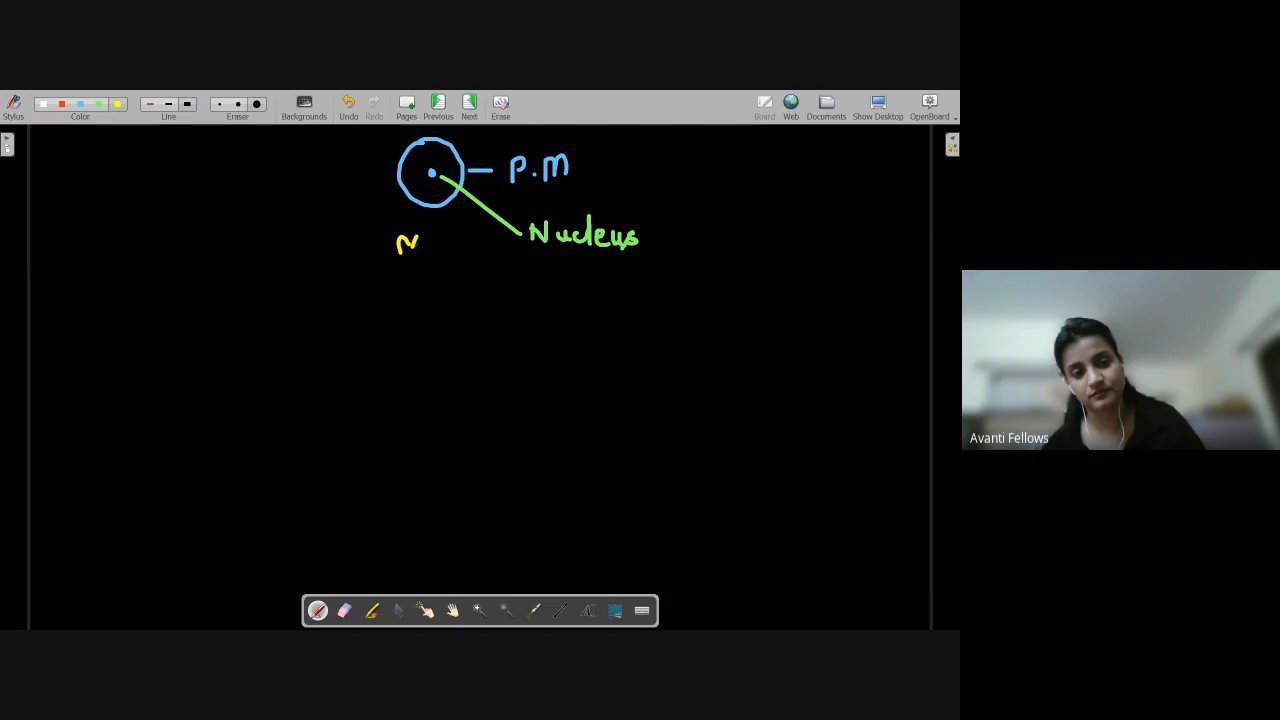 Stylus Color Line Eraser Backgrounds Undo Redo Pages Previous Next Erase Board Web Documents Show Desktop OpenBoard
P.M
Nucleus
N
Avanti Fellows